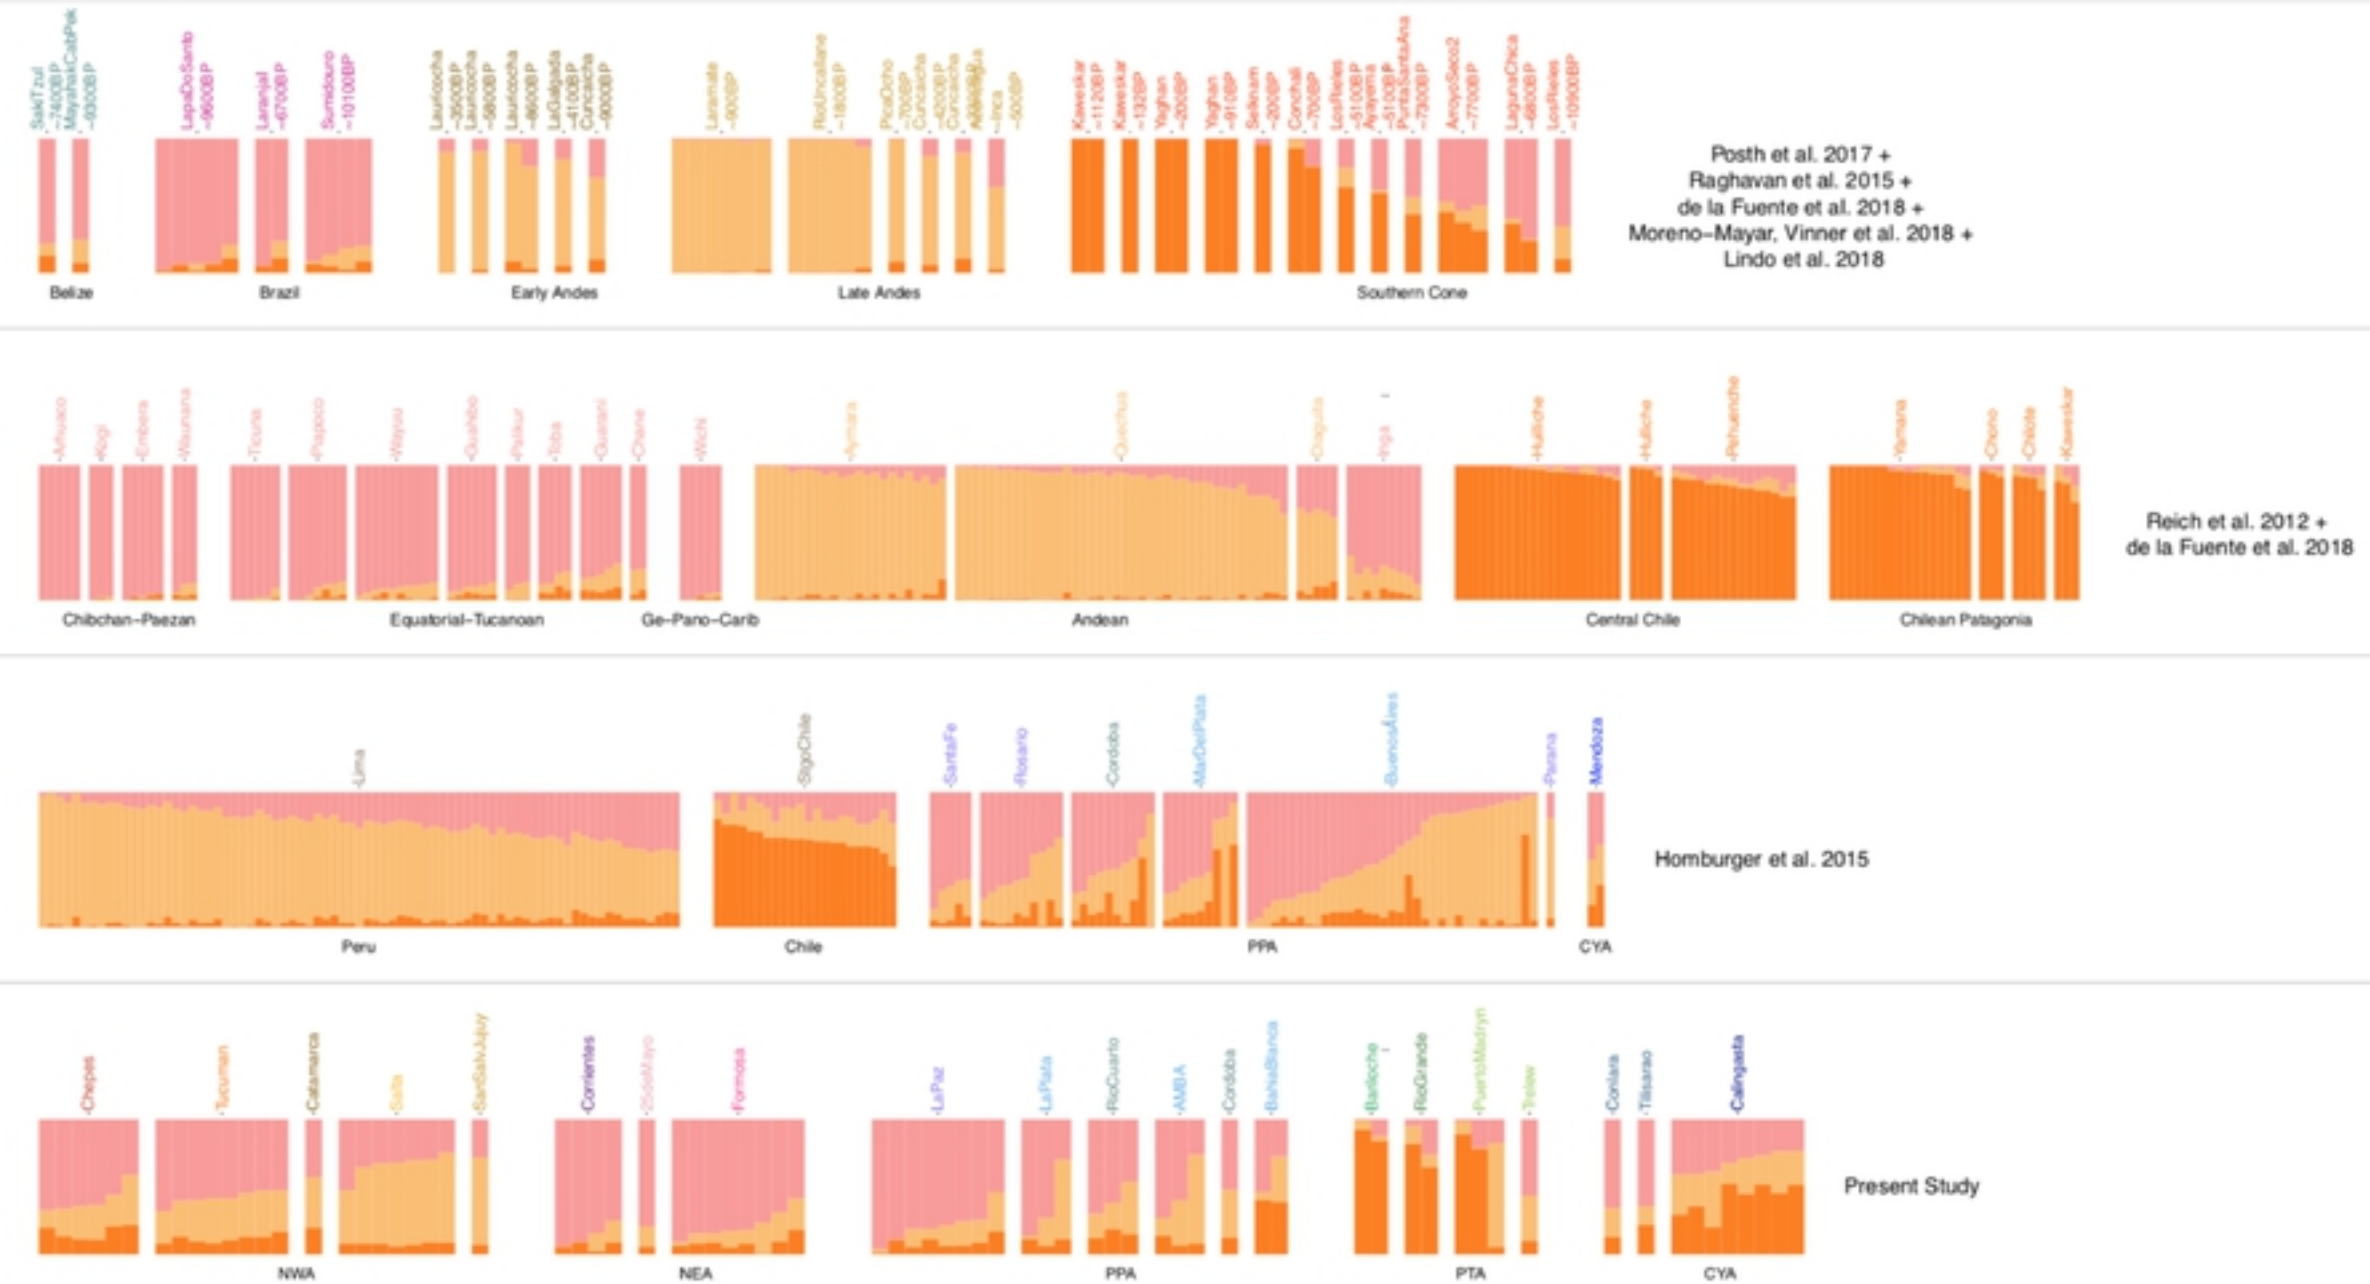 SakiTzul
~7400BP
MayahakCabPek
~9300BP
LapaDoSanto
~9600BP
Laranjal
~6700BP
Sumidouro
~10100BP
Lauricocha
~3500BP
Lauricocha
~5800BP
Lauricocha
~8600BP
LaGalgada
~4100BP
Cuncaicha
~9000BP
Laramate
~900BP
RioUncallane
~1800BP
PicaOcho
~700BP
Cuncaicha
~4200BP
Cuncaicha
Inca
~500BP
Kaweskar
~1120BP
Kaweskar
~132BP
Yaghan
~200BP
Yaghan
~910BP
Selknam
~200BP
Conchali
~700BP
LosRieles
~5100BP
Ayayema
~5100BP
PuntaSantaAna
~7300BP
ArroyoSeco2
~7700BP
LagunaChica
~6800BP
LosRieles
~10900BP
Belize
Brazil
Early Andes
Late Andes
Southern Cone
Posth et al. 2017 +
Raghavan et al. 2015 +
de la Fuente et al. 2018 +
Moreno−Mayar, Vinner et al. 2018 +
Lindo et al. 2018
-Arhuaco
-Kogi
-Embera
-Waunana
-Ticuna
-Piapoco
-Wayuu
-Guahibo
-Palikur
-Toba
-Guarani
-Chane
-Wichi
-Aymara
-Quechua
-Diaguita
-Inga
-Huilliche
-Huilliche
-Pehuenche
-Yamana
-Chono
-Chilote
-Kaweskar
Chibchan−Paezan
Equatorial−Tucanoan
Ge−Pano−Carib
Andean
Central Chile
Chilean Patagonia
Reich et al. 2012 +
de la Fuente et al. 2018
-Lima
-StgoChile
-SantaFe
-Rosario
-Cordoba
-MarDelPlata
-BuenosAires
-Parana
-Mendoza
Peru
Chile
PPA
CYA
Homburger et al. 2015
-Chepes
-Tucuman
-Catamarca
-Salta
-SanSalvJujuy
-Corrientes
-25deMayo
-Formosa
-LaPaz
-LaPlata
-RioCuarto
-AMBA
-Cordoba
-BahiaBlanca
-Bariloche
-RioGrande
-PuertoMadryn
-Trelew
-Conlara
-Tilisarao
-Calingasta
NWA
NEA
PPA
PTA
CYA
Present Study